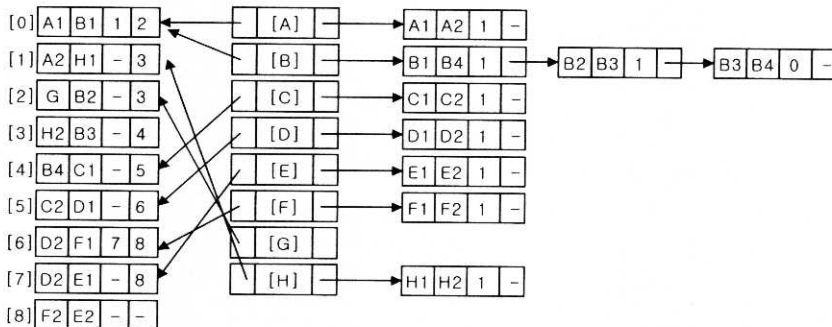 [0] A1 B1 1 2 [A] A1 A2 1 -
[1] A2 H1 - 3 [B] B1 B4 1 B2 B3 1 B3 B4 0 -
[2] G B2 - 3 [C] C1 C2 1 -
[3] H2 B3 - 4 [D] D1 D2 1 -
[4] B4 C1 - 5 [E] E1 E2 1 -
[5] C2 D1 - 6 [F] F1 F2 1 -
[6] D2 F1 7 8 [G]
[7] D2 E1 - 8 [H] H1 H2 1 -
[8] F2 E2 - -